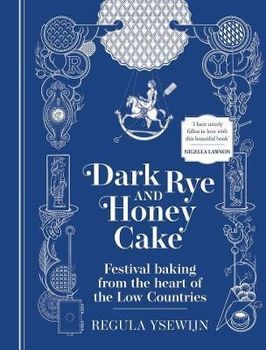 R Y
'I have utterly
fallen in love with
this beautiful book'
NIGELLA LAWSON
Dark Rye
AND
Honey
Cake
Festival baking
from the heart of
the Low Countries
REGULA YSEWIJN